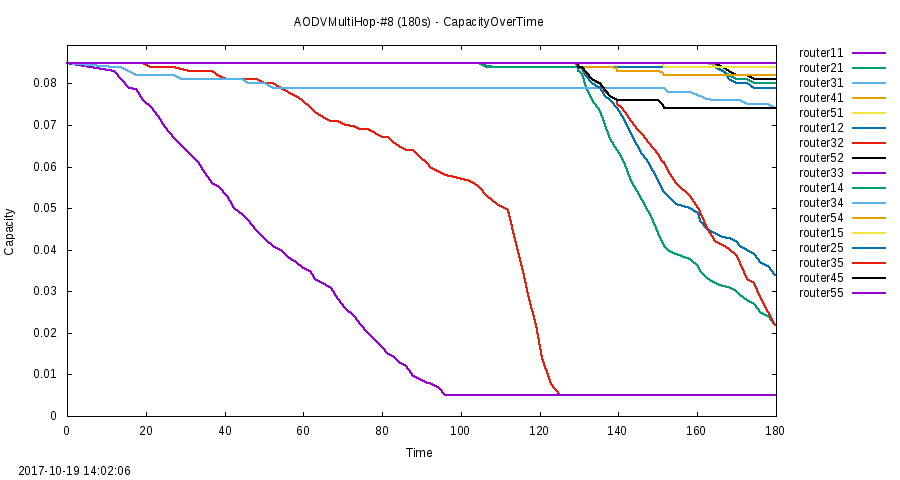 AODVMultiHop-#8 (180s) - CapacityOverTime
router11
router21
router31
router41
router51
router12
router32
router52
router33
router14
router34
router54
router15
router25
router35
router45
router55
Capacity
0.08
0.07
0.06
0.05
0.04
0.03
0.02
0.01
0
0 20 40 60 80 100 120 140 160 180
Time
2017-10-19 14:02:06